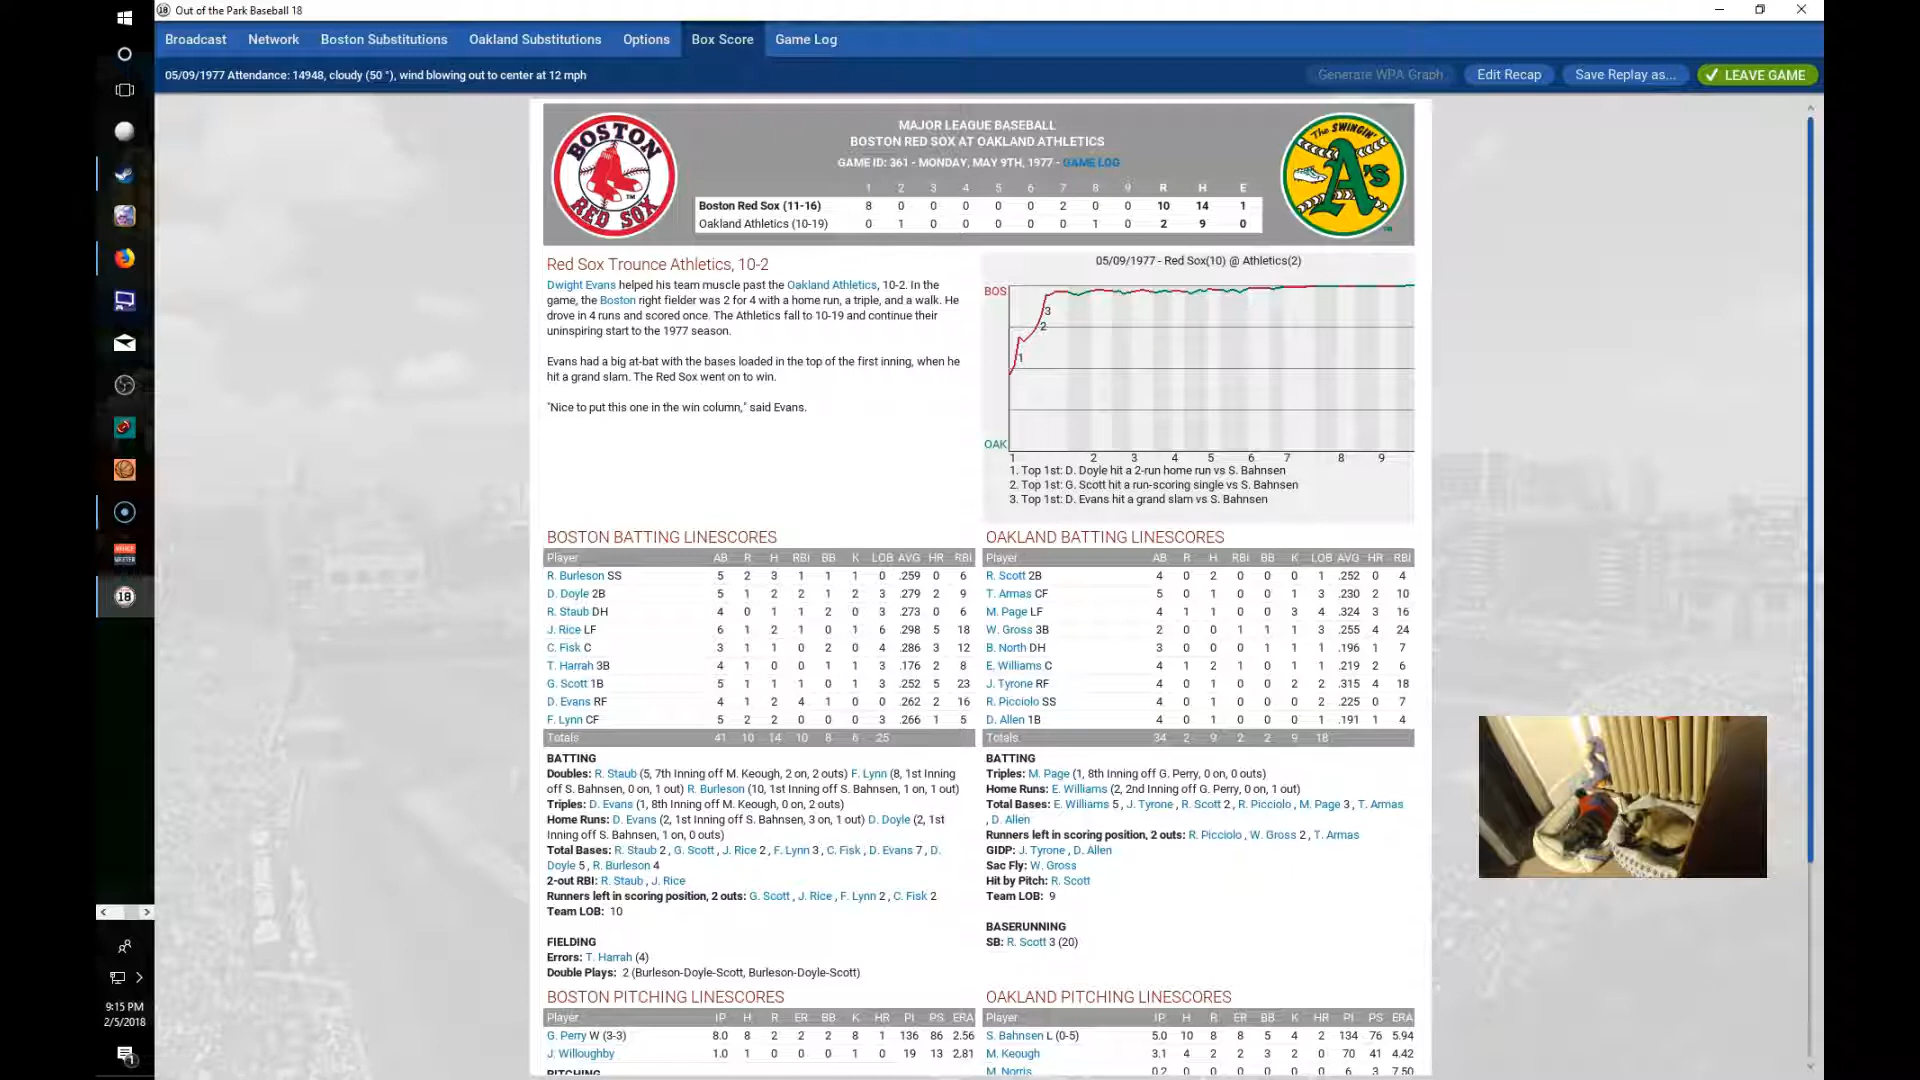 Out of the Park Baseball 18
Broadcast Network Boston Substitutions Oakland Substitutions Options Box Score Game Log
05/09/1977 Attendance: 14948, cloudy (50 °), wind blowing out to center at 12 mph
Generate WPA Graph Edit Recap Save Replay as... LEAVE GAME
BOSTON RED SOX
The SWINGIN' A's
MAJOR LEAGUE BASEBALL
BOSTON RED SOX AT OAKLAND ATHLETICS
GAME ID: 361 - MONDAY, MAY 9TH, 1977 - GAME LOG
1 2 3 4 5 6 7 8 9 R H E
Boston Red Sox (11-16) 8 0 0 0 0 0 2 0 0 10 14 1
Oakland Athletics (10-19) 0 1 0 0 0 0 0 1 0 2 9 0
Red Sox Trounce Athletics, 10-2
Dwight Evans helped his team muscle past the Oakland Athletics, 10-2. In the
game, the Boston right fielder was 2 for 4 with a home run, a triple, and a walk. He
drove in 4 runs and scored once. The Athletics fall to 10-19 and continue their
uninspiring start to the 1977 season.
Evans had a big at-bat with the bases loaded in the top of the first inning, when he
hit a grand slam. The Red Sox went on to win.
"Nice to put this one in the win column," said Evans.
05/09/1977 - Red Sox(10) @ Athletics(2)
BOS
3
2
1
OAK
1 2 3 4 5 6 7 8 9
1. Top 1st: D. Doyle hit a 2-run home run vs S. Bahnsen
2. Top 1st: G. Scott hit a run-scoring single vs S. Bahnsen
3. Top 1st: D. Evans hit a grand slam vs S. Bahnsen
BOSTON BATTING LINESCORES
Player AB R H RBI BB K LOB AVG HR RBI
R. Burleson SS 5 2 3 1 1 1 0 .259 0 6
D. Doyle 2B 5 1 2 2 1 2 3 .279 2 9
R. Staub DH 4 0 1 1 2 0 3 .273 0 6
J. Rice LF 6 1 2 1 0 1 6 .298 5 18
C. Fisk C 3 1 1 0 2 0 4 .286 3 12
T. Harrah 3B 4 1 0 0 1 1 3 .176 2 8
G. Scott 1B 5 1 1 1 0 1 3 .252 5 23
D. Evans RF 4 1 2 4 1 0 0 .262 2 16
F. Lynn CF 5 2 2 0 0 0 3 .266 1 5
Totals 41 10 14 10 8 6 25
BATTING
Doubles: R. Staub (5, 7th Inning off M. Keough, 2 on, 2 outs) F. Lynn (8, 1st Inning
off S. Bahnsen, 0 on, 1 out) R. Burleson (10, 1st Inning off S. Bahnsen, 1 on, 1 out)
Triples: D. Evans (1, 8th Inning off M. Keough, 0 on, 2 outs)
Home Runs: D. Evans (2, 1st Inning off S. Bahnsen, 3 on, 1 out) D. Doyle (2, 1st
Inning off S. Bahnsen, 1 on, 0 outs)
Total Bases: R. Staub 2 , G. Scott , J. Rice 2 , F. Lynn 3 , C. Fisk , D. Evans 7 , D.
Doyle 5 , R. Burleson 4
2-out RBI: R. Staub , J. Rice
Runners left in scoring position, 2 outs: G. Scott , J. Rice , F. Lynn 2 , C. Fisk 2
Team LOB: 10
FIELDING
Errors: T. Harrah (4)
Double Plays: 2 (Burleson-Doyle-Scott, Burleson-Doyle-Scott)
BOSTON PITCHING LINESCORES
Player IP H R ER BB K HR PI PS ERA
G. Perry W (3-3) 8.0 8 2 2 2 8 1 136 86 2.56
J. Willoughby 1.0 1 0 0 0 1 0 19 13 2.81
PITCHING
OAKLAND BATTING LINESCORES
Player AB R H RBI BB K LOB AVG HR RBI
R. Scott 2B 4 0 2 0 0 0 1 .252 0 4
T. Armas CF 5 0 1 0 0 1 3 .230 2 10
M. Page LF 4 1 1 0 0 3 4 .324 3 16
W. Gross 3B 2 0 0 1 1 1 3 .255 4 24
B. North DH 3 0 0 0 1 1 1 .196 1 7
E. Williams C 4 1 2 1 0 1 1 .219 2 6
J. Tyrone RF 4 0 1 0 0 2 2 .315 4 18
R. Picciolo SS 4 0 1 0 0 0 2 .225 0 7
D. Allen 1B 4 0 1 0 0 0 1 .191 1 4
Totals 34 2 9 2 2 9 18
BATTING
Triples: M. Page (1, 8th Inning off G. Perry, 0 on, 0 outs)
Home Runs: E. Williams (2, 2nd Inning off G. Perry, 0 on, 1 out)
Total Bases: E. Williams 5 , J. Tyrone , R. Scott 2 , R. Picciolo , M. Page 3 , T. Armas
, D. Allen
Runners left in scoring position, 2 outs: R. Picciolo , W. Gross 2 , T. Armas
GIDP: J. Tyrone , D. Allen
Sac Fly: W. Gross
Hit by Pitch: R. Scott
Team LOB: 9
BASERUNNING
SB: R. Scott 3 (20)
OAKLAND PITCHING LINESCORES
Player IP H R ER BB K HR PI PS ERA
S. Bahnsen L (0-5) 5.0 10 8 8 5 4 2 134 76 5.94
M. Keough 3.1 4 2 2 3 2 0 70 41 4.42
M. Norris 0.2 0 0 0 0 0 0 6 3 7.50
18
9:15 PM
2/5/2018
1